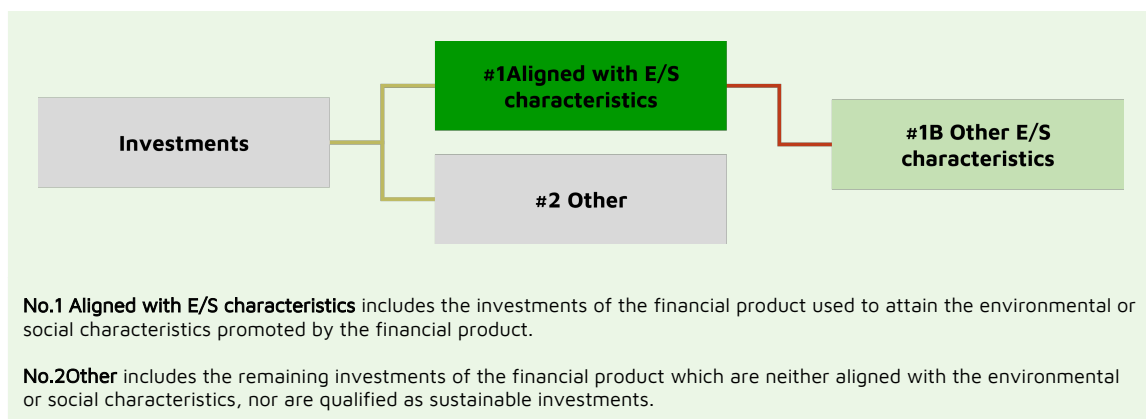 #1Aligned with E/S
characteristics
Investments
#1B Other E/S
characteristics
#2 Other
No.1 Aligned with E/S characteristics includes the investments of the financial product used to attain the environmental or
social characteristics promoted by the financial product.
No.2Other includes the remaining investments of the financial product which are neither aligned with the environmental
or social characteristics, nor are qualified as sustainable investments.